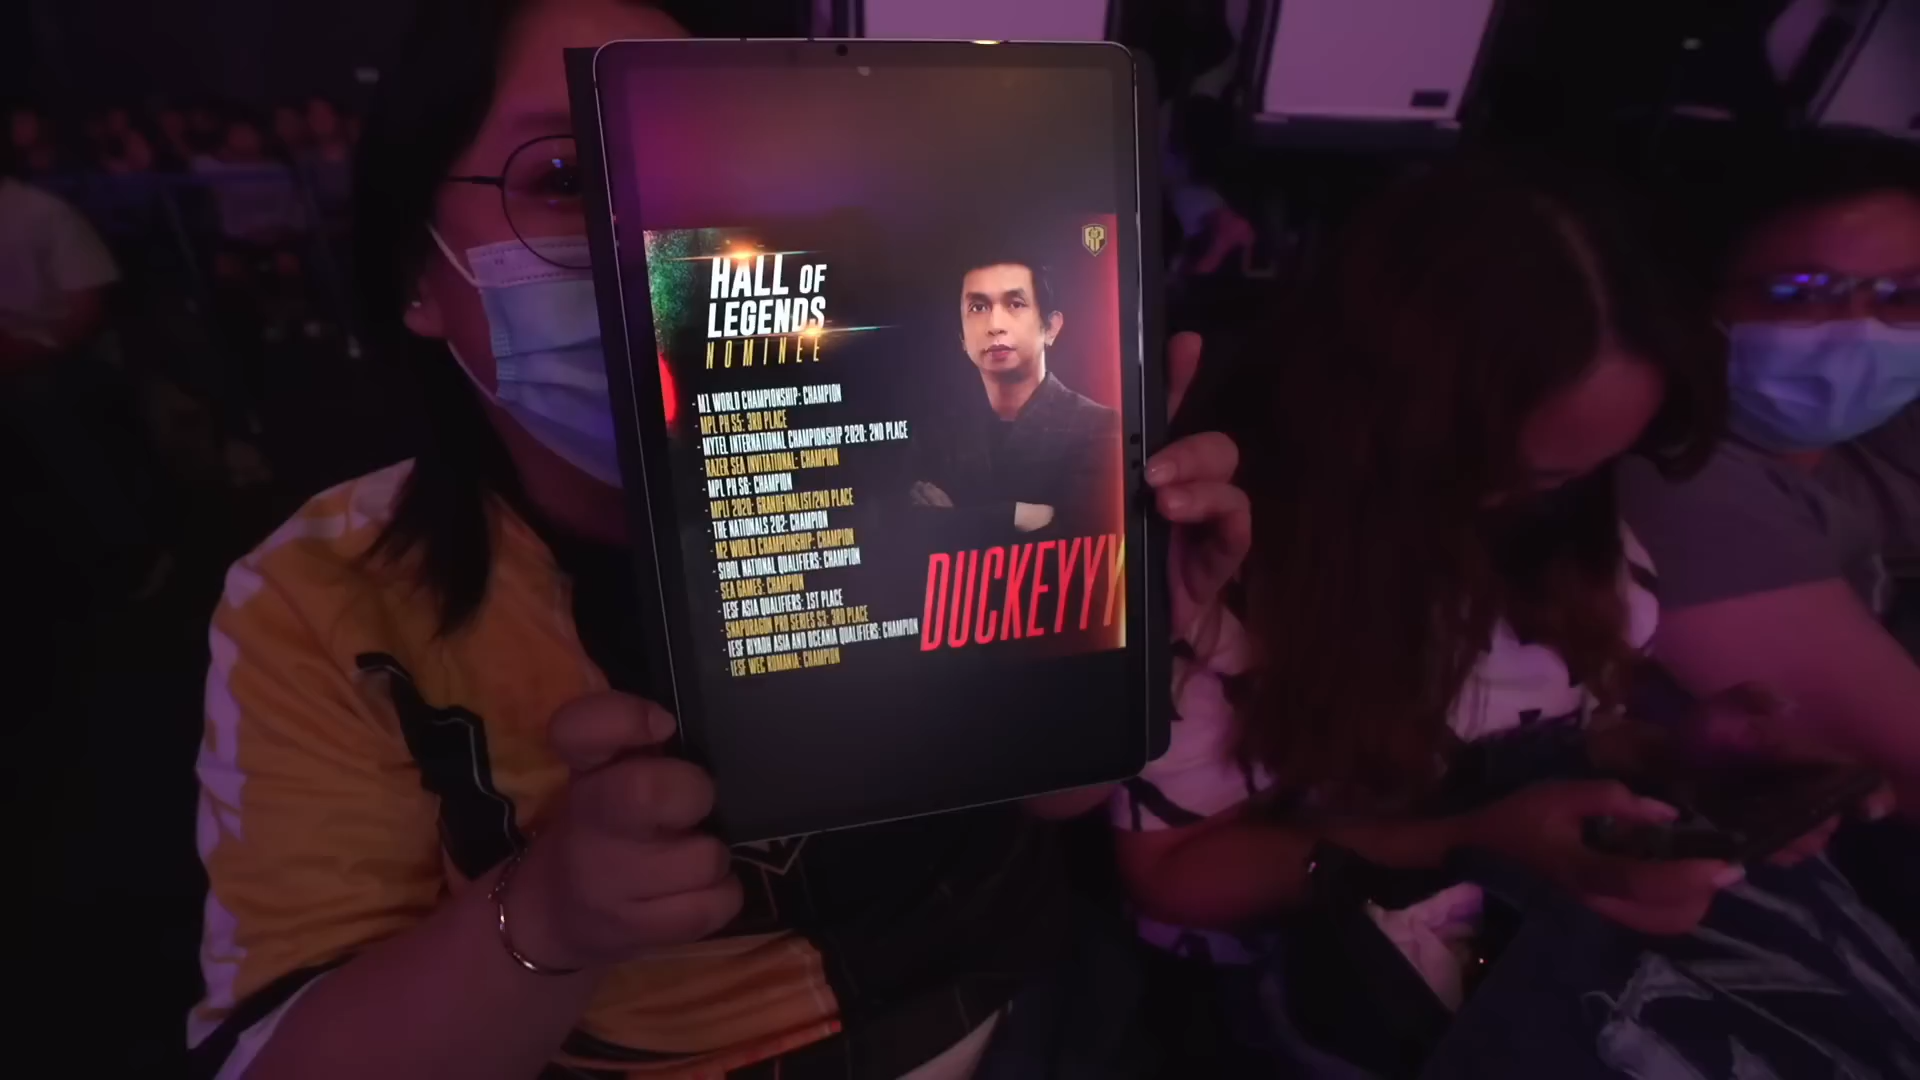 HALL OF
LEGENDS
NOMINEE
- M1 WORLD CHAMPIONSHIP: CHAMPION
- MPL PH S5: 3RD PLACE
- MYTEL INTERNATIONAL CHAMPIONSHIP 2020: 2ND PLACE
- RAZER SEA INVITATIONAL: CHAMPION
- MPL PH S6: CHAMPION
- MPLI 2020: GRANDFINALIST/2ND PLACE
- THE NATIONALS 202: CHAMPION
- M2 WORLD CHAMPIONSHIP: CHAMPION
- SIBOL NATIONAL QUALIFIERS: CHAMPION
- SEA GAMES: CHAMPION
- IESF ASIA QUALIFIERS: 1ST PLACE
- SNAPDRAGON PRO SERIES S3: 3RD PLACE
- IESF RIYADH ASIA AND OCEANIA QUALIFIERS: CHAMPION
- IESF WEC ROMANIA: CHAMPION
DUCKEYYY